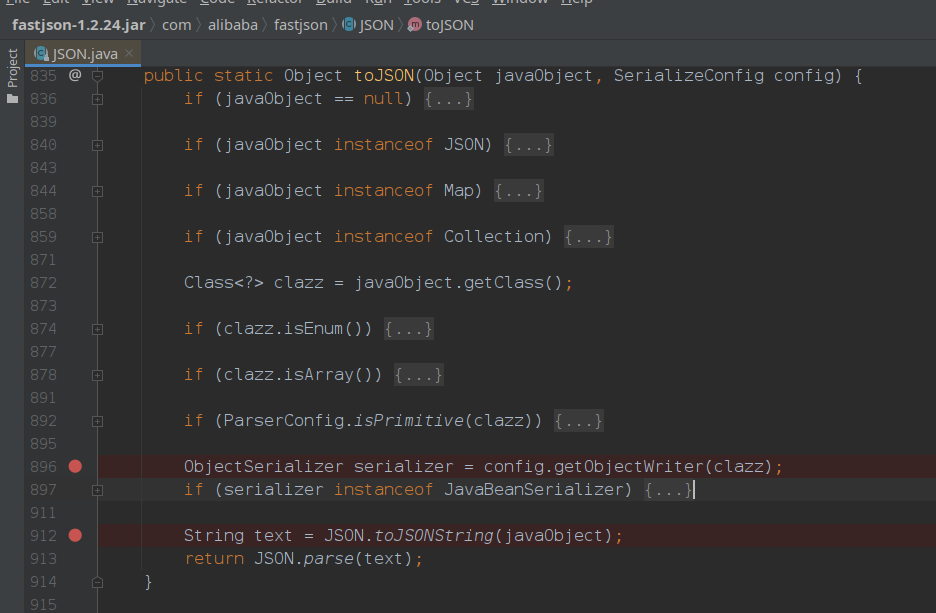 File Edit View Navigate Code Refactor Build Run Tools VCS Window Help
fastjson-1.2.24.jar com alibaba fastjson JSON toJSON
Project
JSON.java
835 @ public static Object toJSON(Object javaObject, SerializeConfig config) {
836 if (javaObject == null) {...}
839
840 if (javaObject instanceof JSON) {...}
843
844 if (javaObject instanceof Map) {...}
858
859 if (javaObject instanceof Collection) {...}
871
872 Class<?> clazz = javaObject.getClass();
873
874 if (clazz.isEnum()) {...}
877
878 if (clazz.isArray()) {...}
891
892 if (ParserConfig.isPrimitive(clazz)) {...}
895
896 ObjectSerializer serializer = config.getObjectWriter(clazz);
897 if (serializer instanceof JavaBeanSerializer) {...}
911
912 String text = JSON.toJSONString(javaObject);
913 return JSON.parse(text);
914 }
915